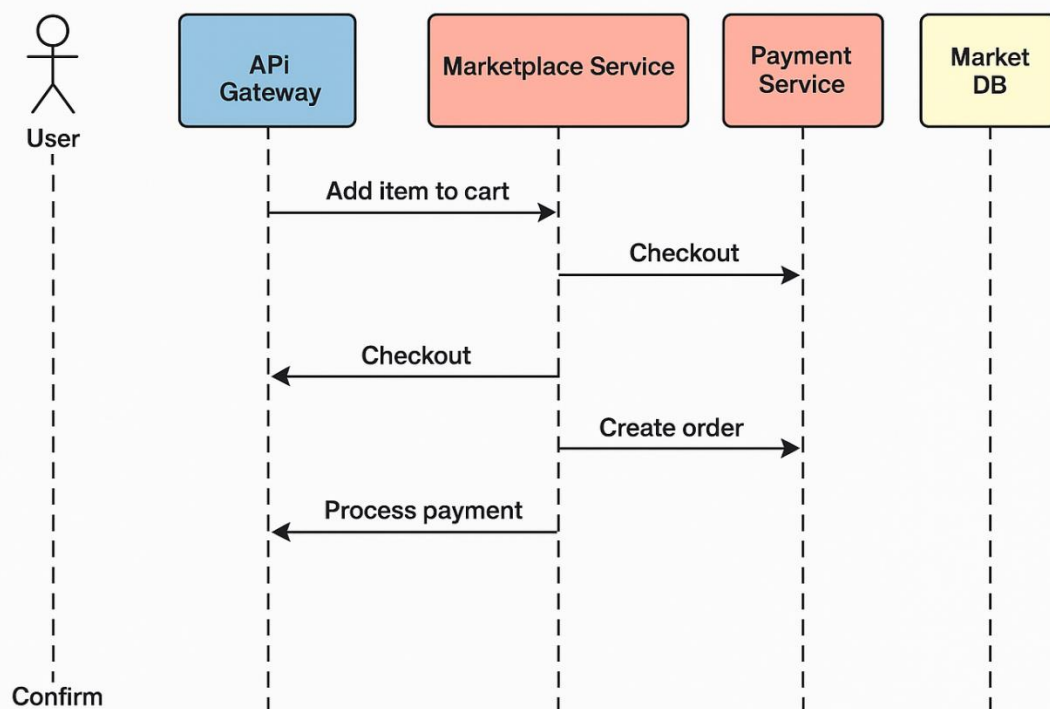 User
APi
Gateway
Marketplace Service
Payment
Service
Market
DB
Add item to cart
Checkout
Checkout
Create order
Process payment
Confirm